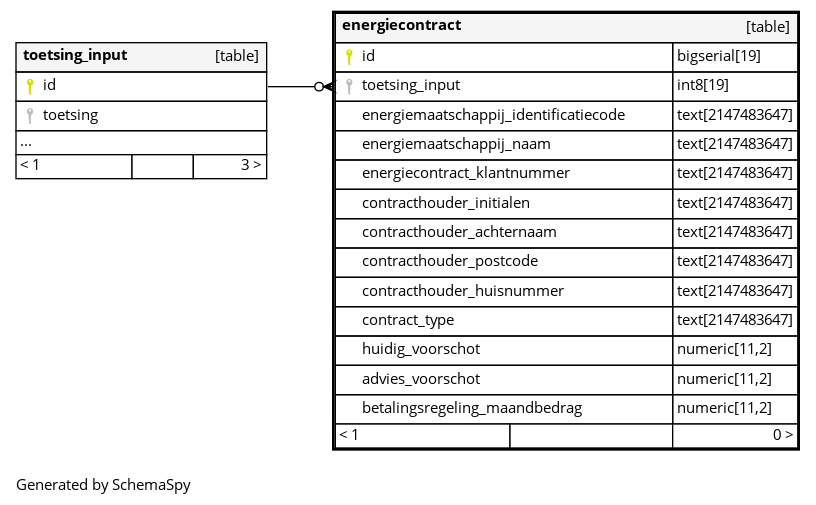 toetsing_input [table]
id
toetsing
...
< 1 3 >
energiecontract [table]
id bigserial[19]
toetsing_input int8[19]
energiemaatschappij_identificatiecode text[2147483647]
energiemaatschappij_naam text[2147483647]
energiecontract_klantnummer text[2147483647]
contracthouder_initialen text[2147483647]
contracthouder_achternaam text[2147483647]
contracthouder_postcode text[2147483647]
contracthouder_huisnummer text[2147483647]
contract_type text[2147483647]
huidig_voorschot numeric[11,2]
advies_voorschot numeric[11,2]
betalingsregeling_maandbedrag numeric[11,2]
< 1 0 >
Generated by SchemaSpy